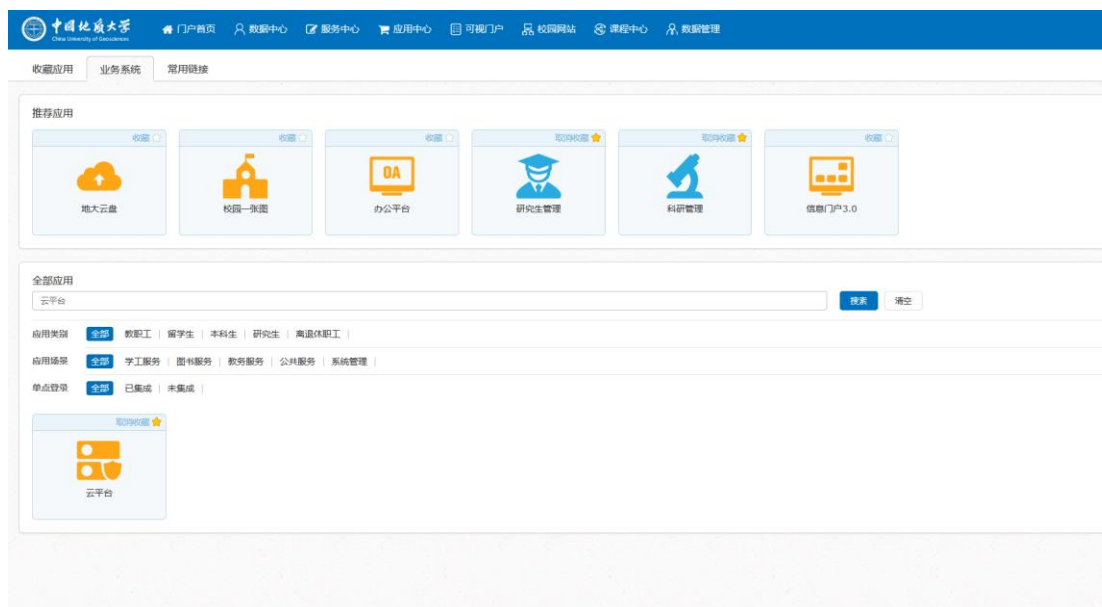 中国地质大学 门户首页 数据中心 服务中心 应用中心 可视门户 校园网站 课程中心 数据管理
China University of Geosciences
收藏应用 业务系统 常用链接
推荐应用
收藏 收藏 收藏 取消收藏 取消收藏 收藏
OA
地大云盘 校园一张图 办公平台 研究生管理 科研管理 信息门户3.0
全部应用
云平台 搜索 清空
应用类别 全部 教职工 | 留学生 | 本科生 | 研究生 | 离退休职工 |
应用场景 全部 学工服务 | 图书服务 | 教务服务 | 公共服务 | 系统管理 |
单点登录 全部 已集成 | 未集成 |
取消收藏
云平台